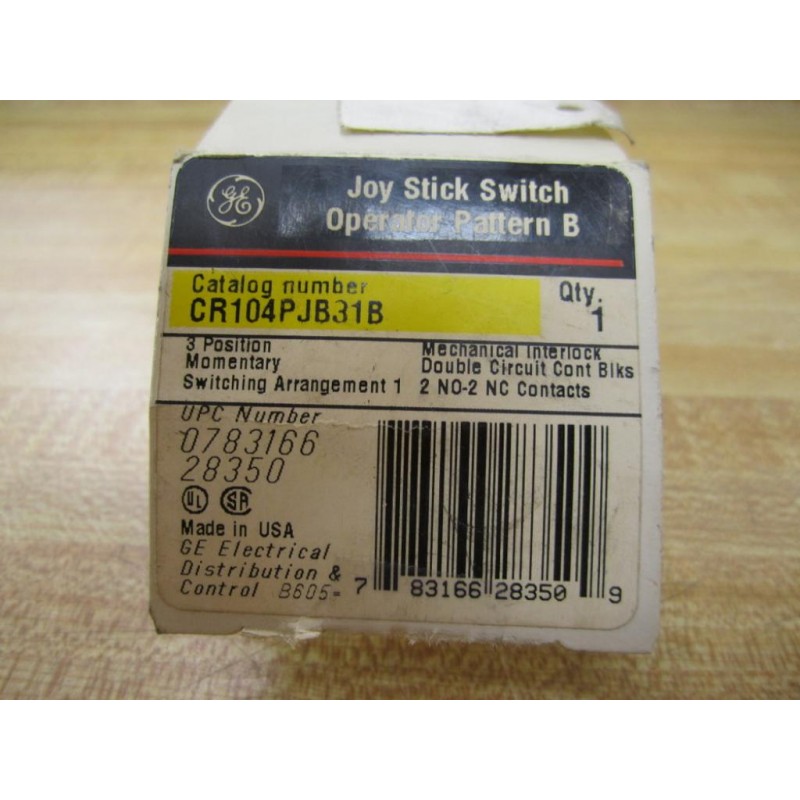 GE
Joy Stick Switch
Operator Pattern B
Catalog number
CR104PJB31B
Qty.
1
3 Position
Momentary
Switching Arrangement 1
Mechanical Interlock
Double Circuit Cont Blks
2 NO-2 NC Contacts
UPC Number
0783166
28350
UL SA
Made in USA
GE Electrical
Distribution &
Control B605-
7 83166 28350 9